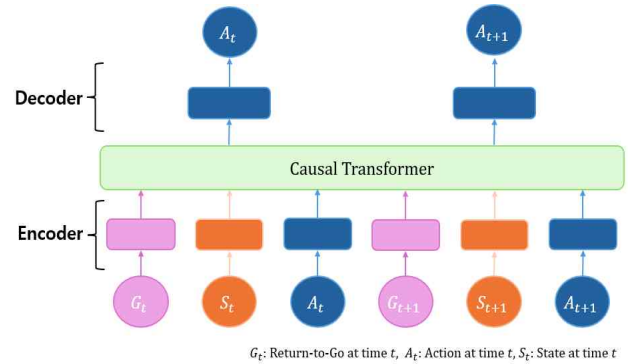 A_t A_{t+1}
Decoder
Causal Transformer
Encoder
G_t S_t A_t G_{t+1} S_{t+1} A_{t+1}
G_t: Return-to-Go at time t, A_t: Action at time t, S_t: State at time t